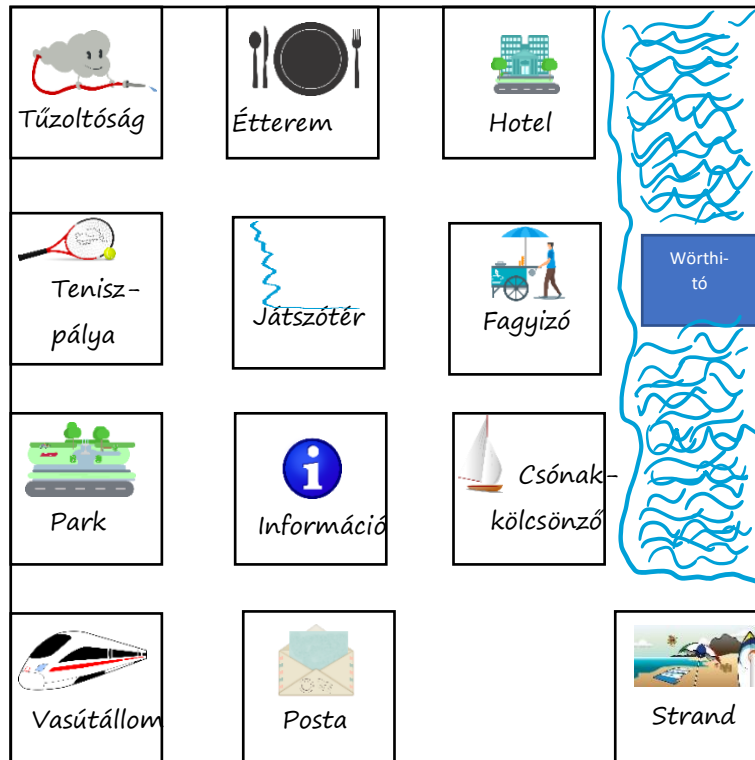 Tűzoltóság
Étterem
Hotel
Tenisz-
pálya
Játszótér
Fagyizó
Wörthi-
tó
Park
Információ
Csónak-
kölcsönző
Vasútállom
Posta
Strand